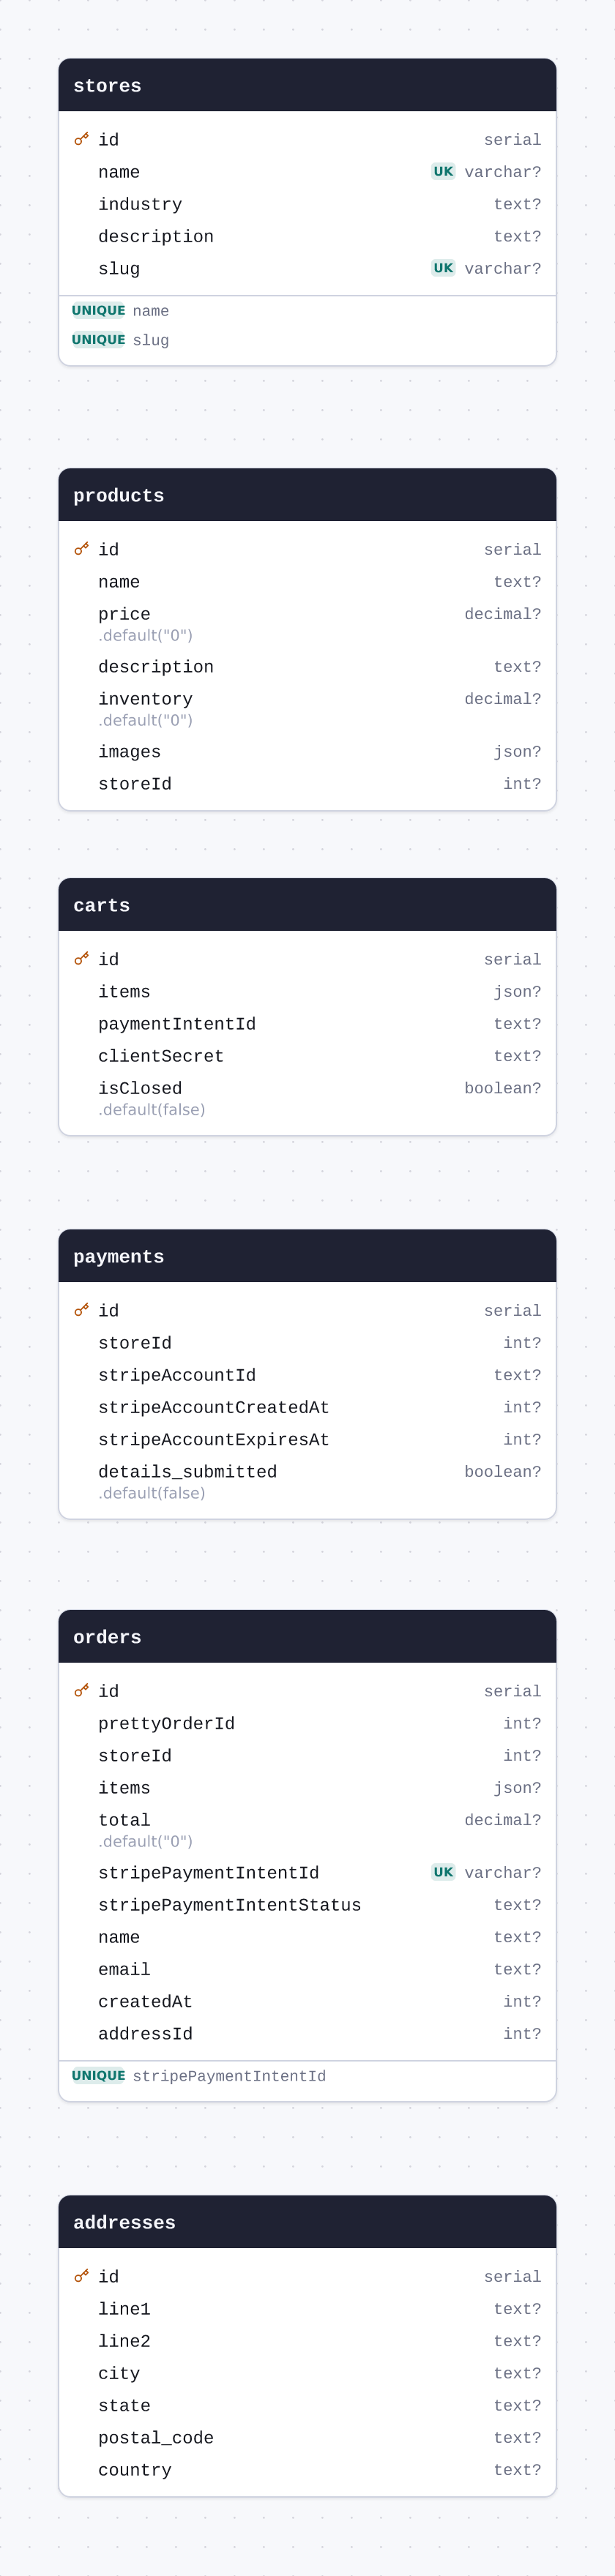 stores
id serial
name UK varchar?
industry text?
description text?
slug UK varchar?
UNIQUE name
UNIQUE slug
products
id serial
name text?
price decimal?
.default("0")
description text?
inventory decimal?
.default("0")
images json?
storeId int?
carts
id serial
items json?
paymentIntentId text?
clientSecret text?
isClosed boolean?
.default(false)
payments
id serial
storeId int?
stripeAccountId text?
stripeAccountCreatedAt int?
stripeAccountExpiresAt int?
details_submitted boolean?
.default(false)
orders
id serial
prettyOrderId int?
storeId int?
items json?
total decimal?
.default("0")
stripePaymentIntentId UK varchar?
stripePaymentIntentStatus text?
name text?
email text?
createdAt int?
addressId int?
UNIQUE stripePaymentIntentId
addresses
id serial
line1 text?
line2 text?
city text?
state text?
postal_code text?
country text?